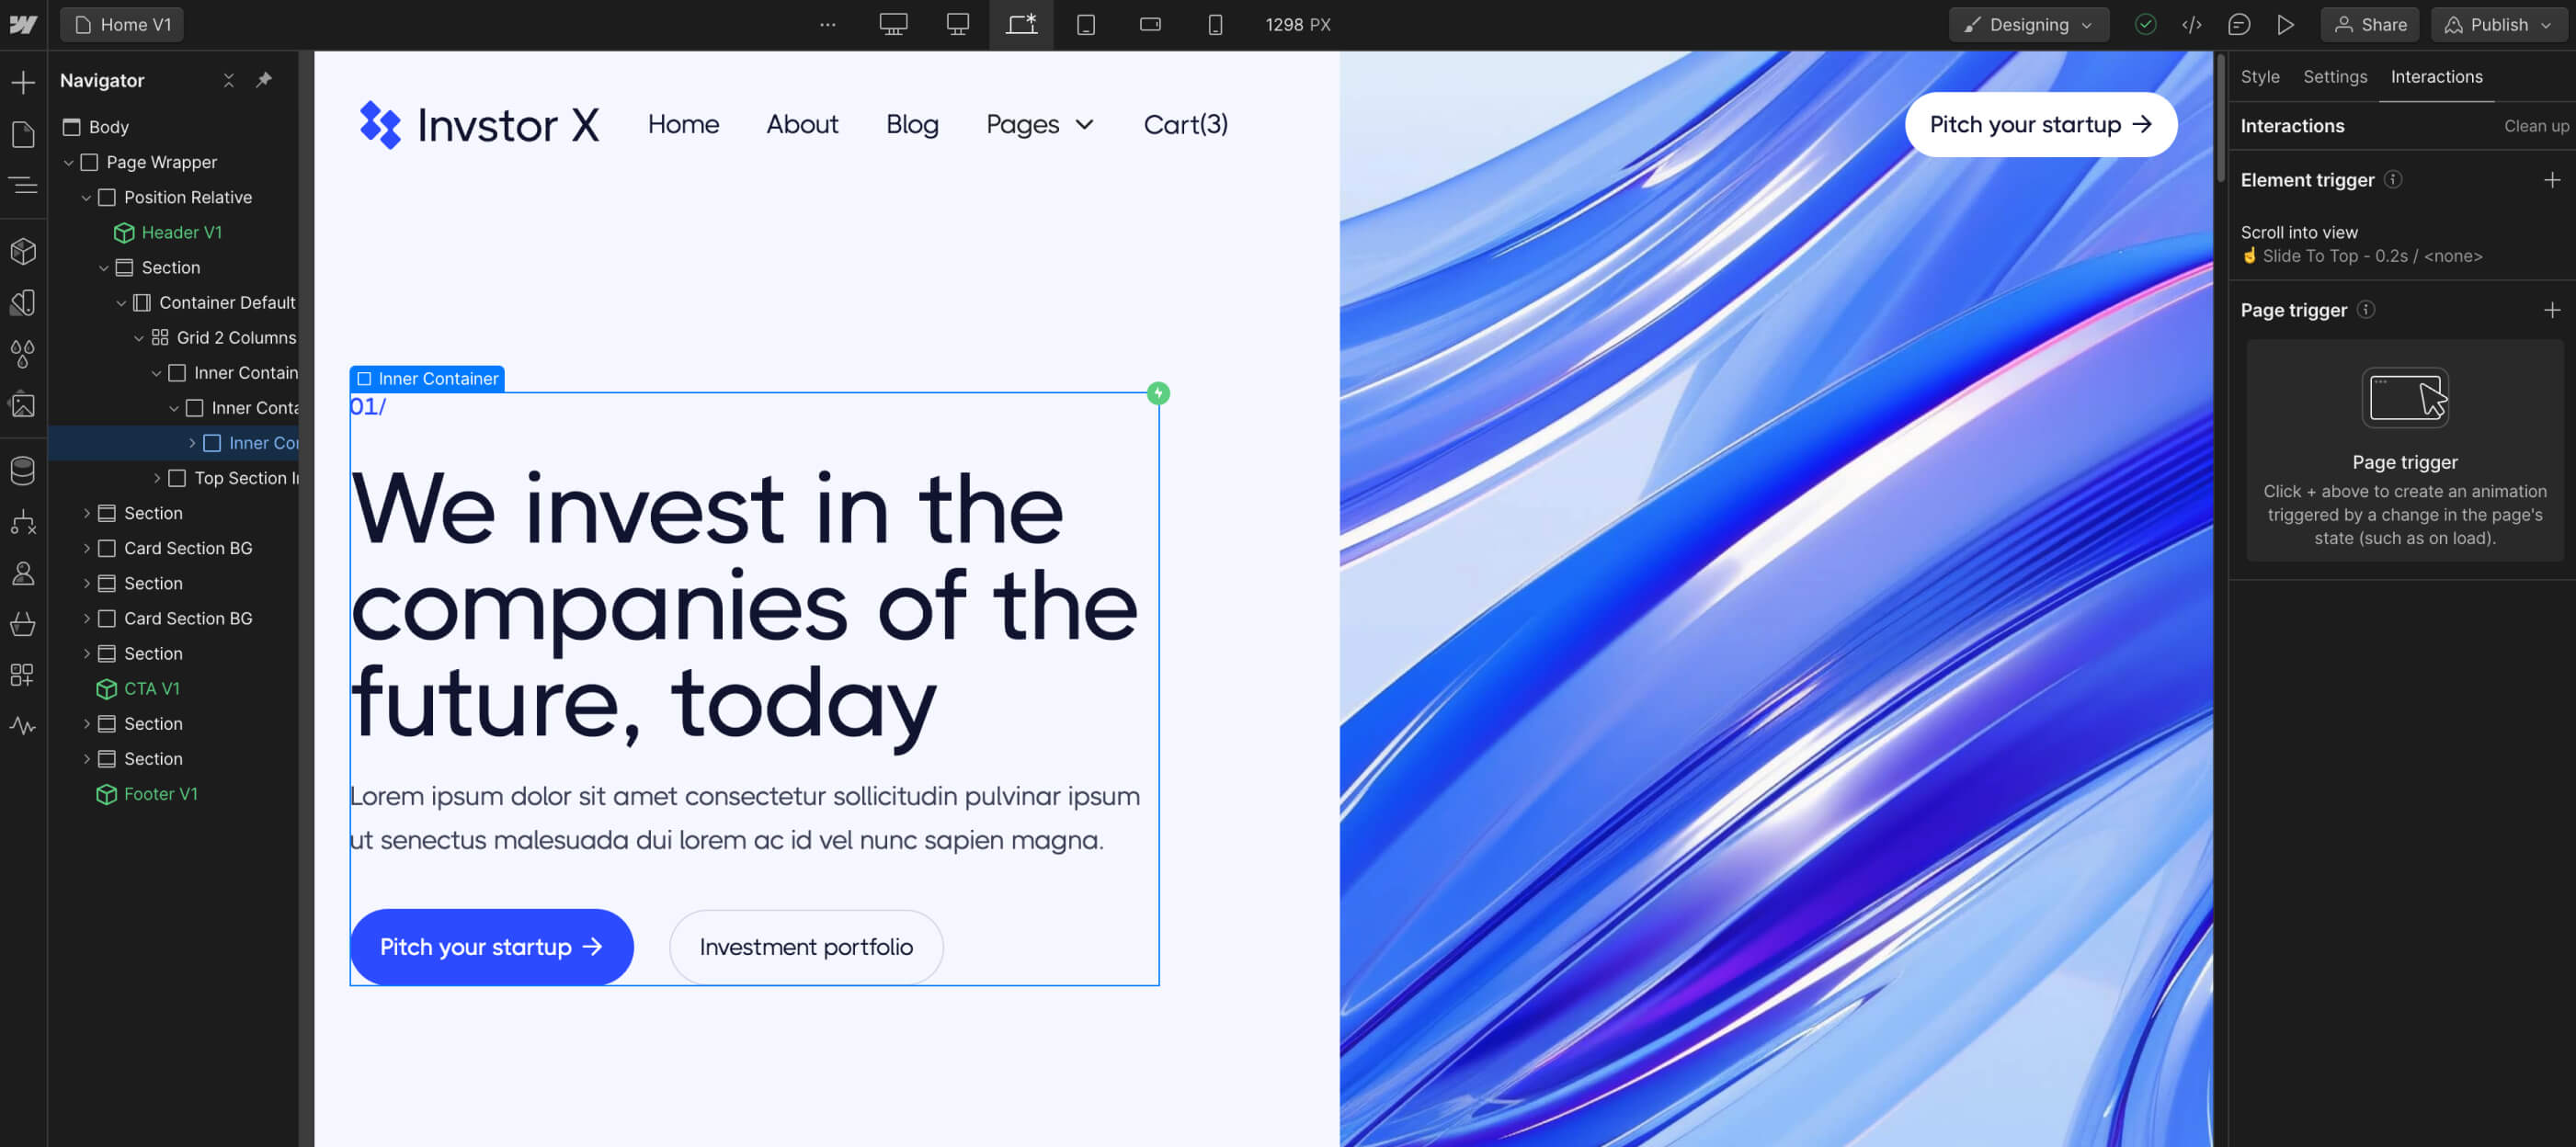 Home V1
1298 PX
Designing
Share
Publish
Navigator
Body
Page Wrapper
Position Relative
Header V1
Section
Container Default
Grid 2 Columns
Inner Contain
Inner Conta
Inner Co
Top Section I
Section
Card Section BG
Section
Card Section BG
Section
CTA V1
Section
Section
Footer V1
Invstor X
Home
About
Blog
Pages
Cart(3)
Pitch your startup →
Inner Container
01/
We invest in the
companies of the
future, today
Lorem ipsum dolor sit amet consectetur sollicitudin pulvinar ipsum
ut senectus malesuada dui lorem ac id vel nunc sapien magna.
Pitch your startup →
Investment portfolio
Style
Settings
Interactions
Interactions
Clean up
Element trigger
Scroll into view
Slide To Top - 0.2s / <none>
Page trigger
Page trigger
Click + above to create an animation
triggered by a change in the page's
state (such as on load).